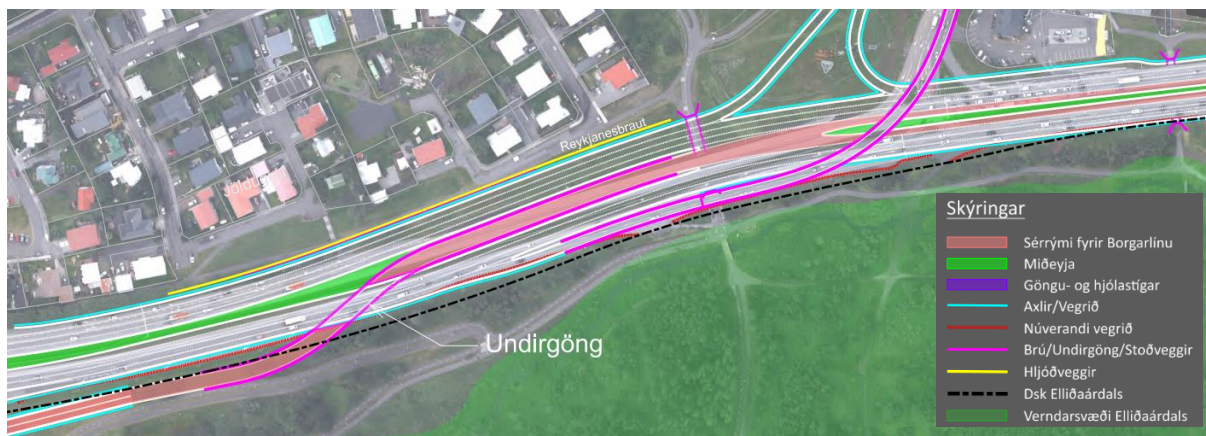 Reykjanesbraut
Jöldugróf
Undirgöng
Skýringar
Sérrými fyrir Borgarlínu
Miðeyja
Göngu- og hjólastígar
Axlir/Vegrið
Núverandi vegrið
Brú/Undirgöng/Stoðveggir
Hljóðveggir
Dsk Elliðaárdals
Verndarsvæði Elliðaárdals